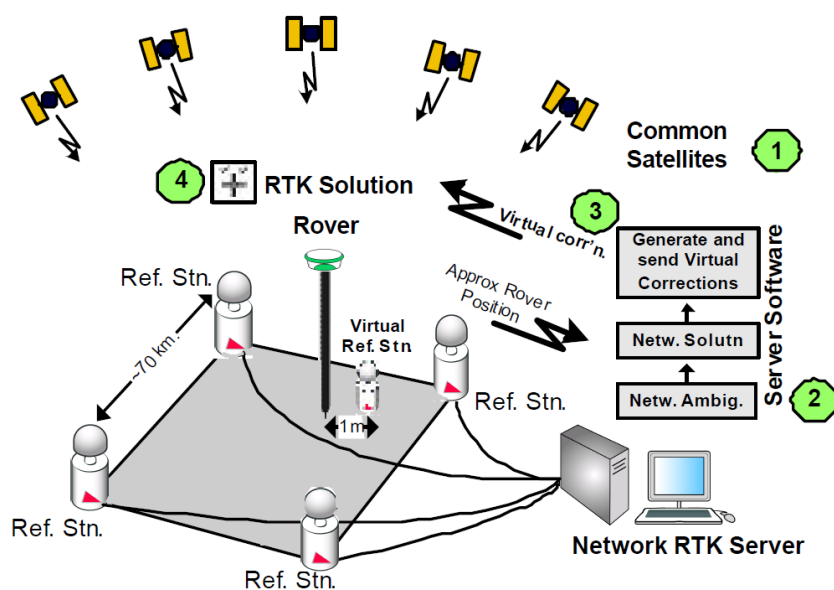 Common
Satellites
1
4
RTK Solution
3
Virtual corr'n.
Rover
Generate and
send Virtual
Corrections
Ref. Stn.
Approx Rover
Position
Server Software
~70 km.
Virtual
Ref. Stn.
Netw. Solutn
Netw. Ambig.
2
Ref. Stn.
1m
Ref. Stn.
Network RTK Server
Ref. Stn.